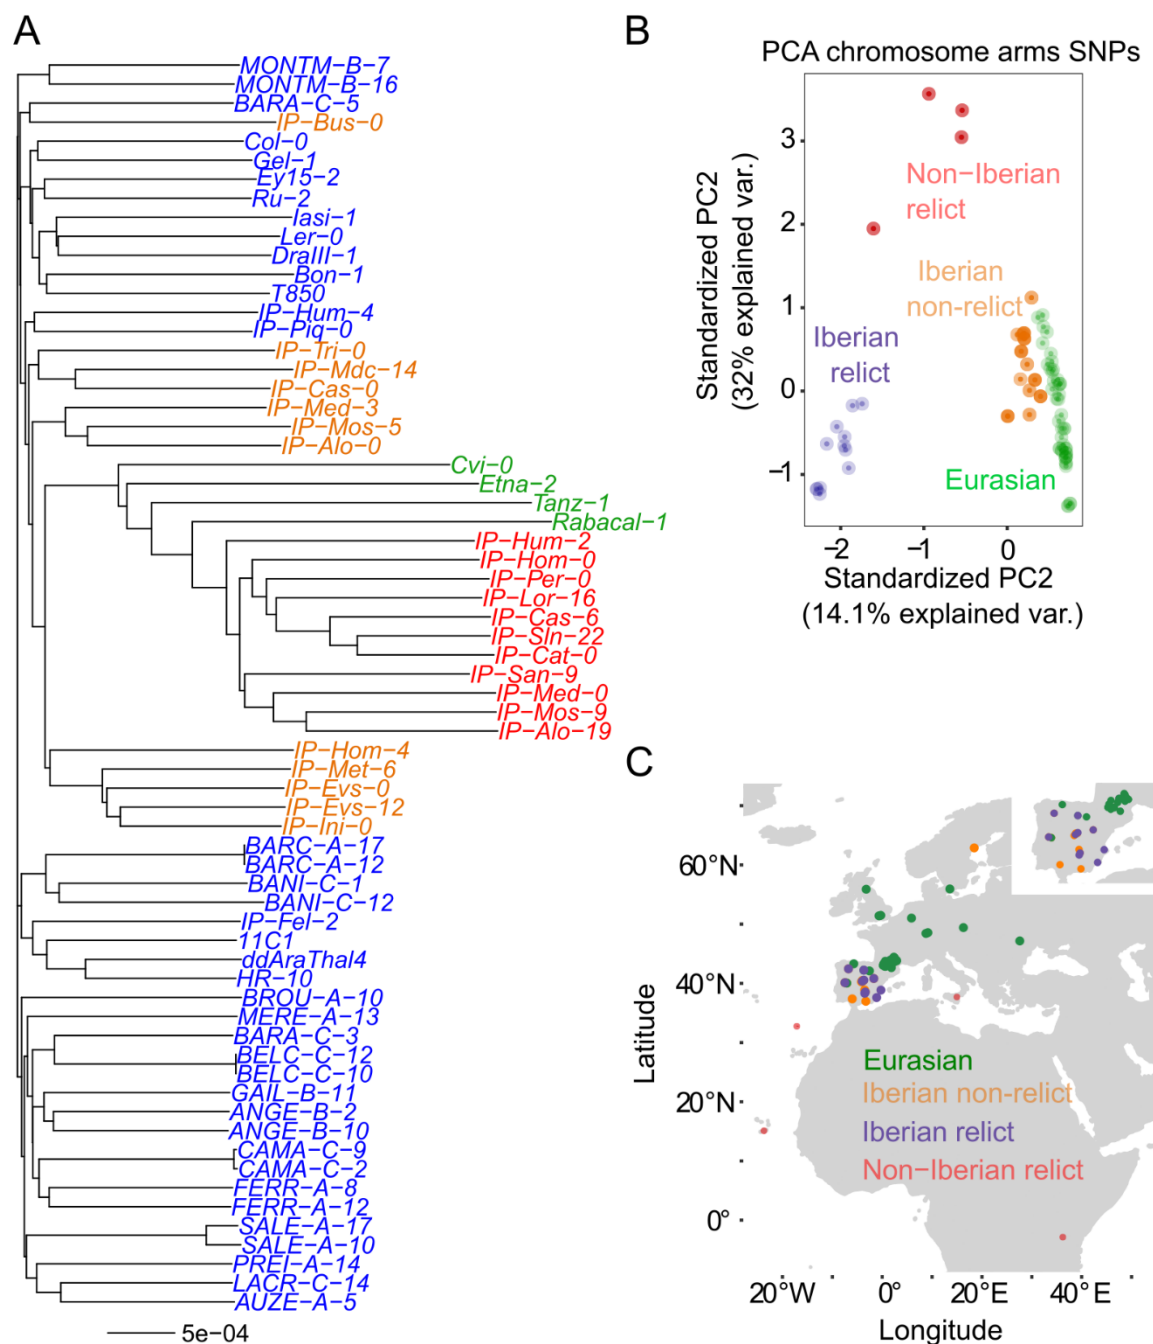 A
MONTM−B−7
MONTM−B−16
BARA−C−5
IP−Bus−0
Col−0
Gel−1
Ey15−2
Ru−2
Iasi−1
Ler−0
DraIII−1
Bon−1
T850
IP−Hum−4
IP−Piq−0
IP−Tri−0
IP−Mdc−14
IP−Cas−0
IP−Med−3
IP−Mos−5
IP−Alo−0
Cvi−0
Etna−2
Tanz−1
Rabacal−1
IP−Hum−2
IP−Hom−0
IP−Per−0
IP−Lor−16
IP−Cas−6
IP−Sln−22
IP−Cat−0
IP−San−9
IP−Med−0
IP−Mos−9
IP−Alo−19
IP−Hom−4
IP−Met−6
IP−Evs−0
IP−Evs−12
IP−Ini−0
BARC−A−17
BARC−A−12
BANI−C−1
BANI−C−12
IP−Fel−2
11C1
ddAraThal4
HR−10
BROU−A−10
MERE−A−13
BARA−C−3
BELC−C−12
BELC−C−10
GAIL−B−11
ANGE−B−2
ANGE−B−10
CAMA−C−9
CAMA−C−2
FERR−A−8
FERR−A−12
SALE−A−17
SALE−A−10
PREI−A−14
LACR−C−14
AUZE−A−5
5e−04
B
PCA chromosome arms SNPs
Standardized PC2
(32% explained var.)
3
2
1
0
−1
Non−Iberian
relict
Iberian
non-relict
Iberian
relict
Eurasian
−2
−1
0
Standardized PC2
(14.1% explained var.)
C
Latitude
60°N
40°N
20°N
0°
Eurasian
Iberian non-relict
Iberian relict
Non−Iberian relict
20°W
0°
20°E
40°E
Longitude